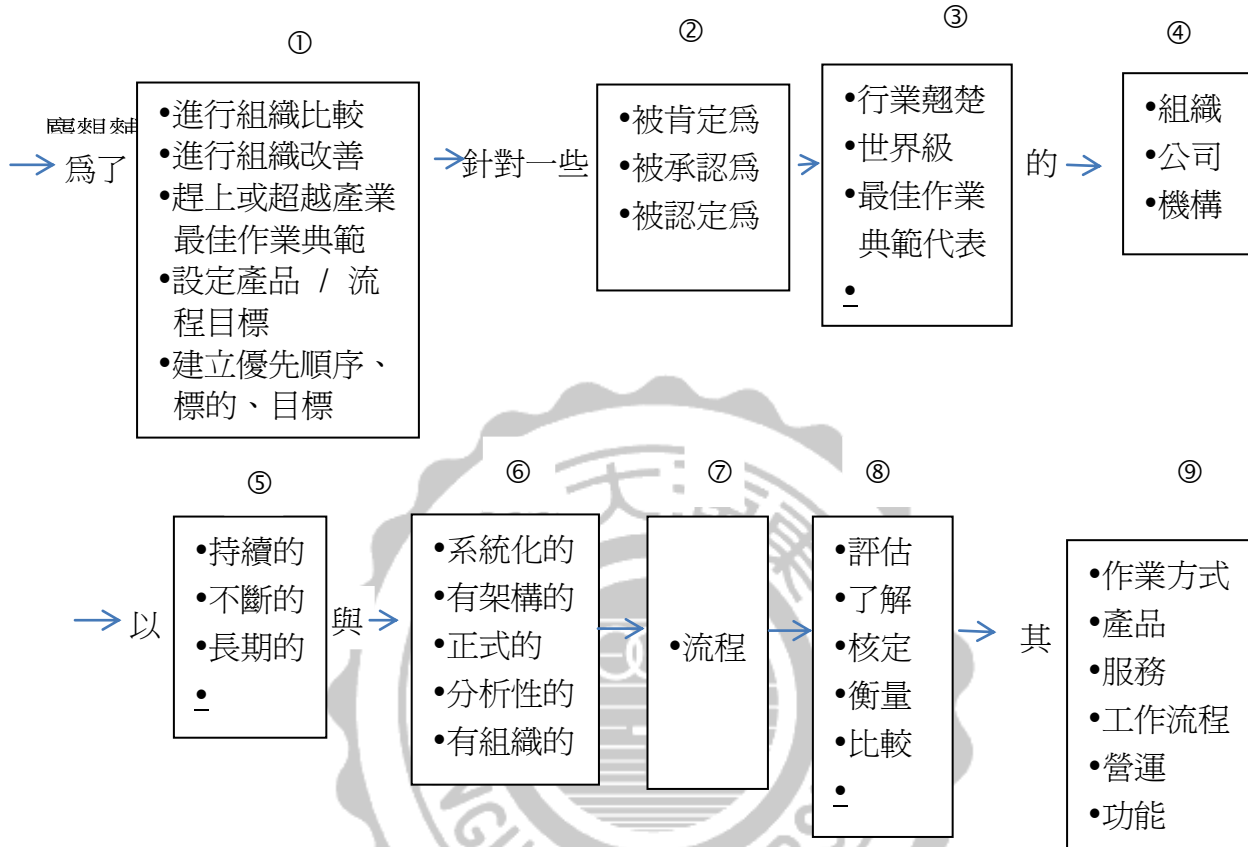 ①
②
③
④
→ 為了
•進行組織比較
•進行組織改善
•趕上或超越產業
最佳作業典範
•設定產品 / 流
程目標
•建立優先順序、
標的、目標
→針對一些
•被肯定為
•被承認為
•被認定為
→
•行業翹楚
•世界級
•最佳作業
典範代表
•
的 →
•組織
•公司
•機構
⑤
⑥
⑦
⑧
⑨
→ 以
•持續的
•不斷的
•長期的
•
與→
•系統化的
•有架構的
•正式的
•分析性的
•有組織的
→
•流程
→
•評估
•了解
•核定
•衡量
•比較
•
→ 其
•作業方式
•產品
•服務
•工作流程
•營運
•功能